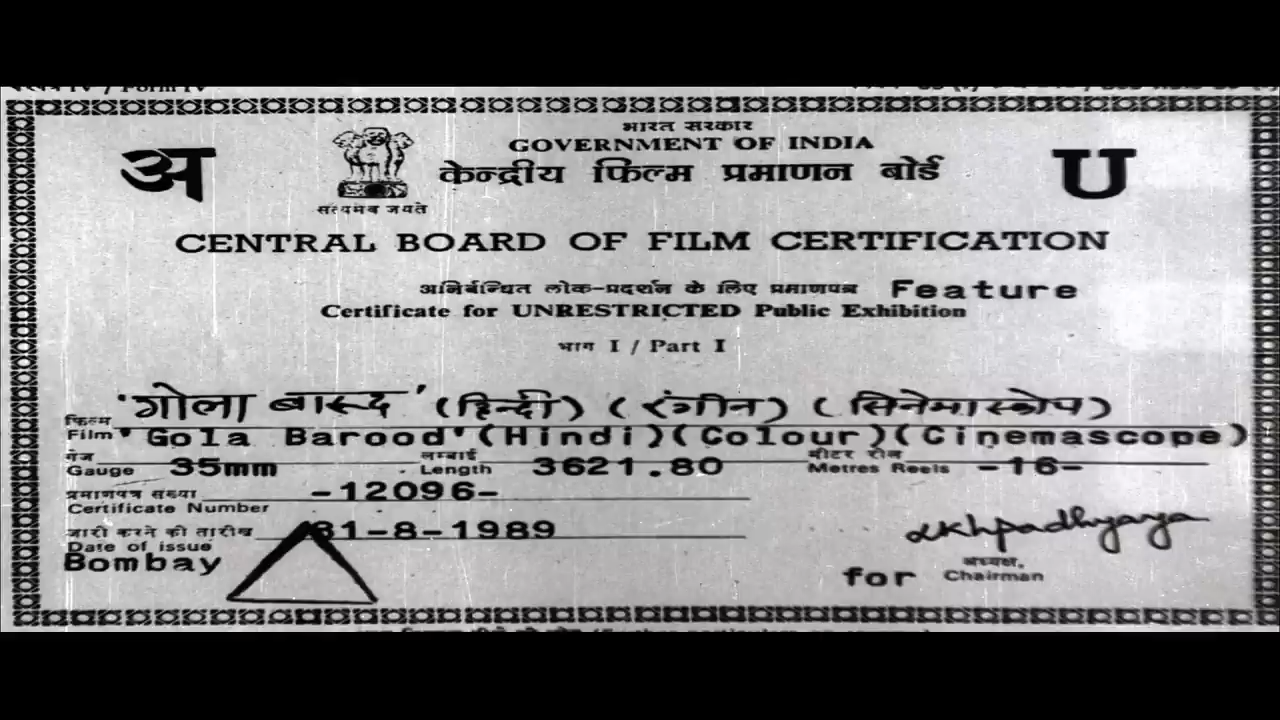 / Form IV
अ
भारत सरकार
GOVERNMENT OF INDIA
केन्द्रीय फिल्म प्रमाणन बोर्ड
U
सत्यमेव जयते
CENTRAL BOARD OF FILM CERTIFICATION
अनिर्बन्धित लोक-प्रदर्शन के लिए प्रमाणपत्र Feature
Certificate for UNRESTRICTED Public Exhibition
भाग I / Part I
'गोला बारूद' (हिन्दी) (रंगीन) (सिनेमास्कोप)
फिल्म
Film 'Gola Barood' (Hindi) (Colour) (Cinemascope)
गेज लम्बाई मीटर रील
Gauge 35mm Length 3621.80 Metres Reels -16-
प्रमाणपत्र संख्या -12096-
Certificate Number
जारी करने की तारीख 31-8-1989
Date of issue
Bombay
अध्यक्ष,
for Chairman